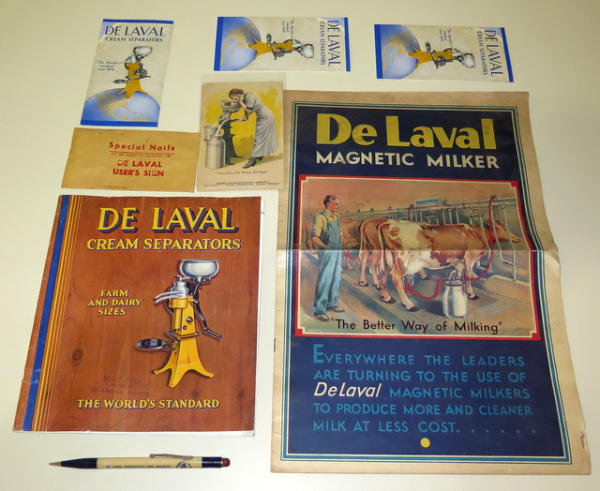 DE LAVAL
CREAM SEPARATORS
DE LAVAL
CREAM SEPARATORS
DE LAVAL
CREAM SEPARATORS
Special Nails
DE LAVAL
USER'S SIGN
De Laval
MAGNETIC MILKER
"The Better Way of Milking"
EVERYWHERE THE LEADERS
ARE TURNING TO THE USE OF
De Laval MAGNETIC MILKERS
TO PRODUCE MORE AND CLEANER
MILK AT LESS COST......
DE LAVAL
CREAM SEPARATORS
FARM
AND DAIRY
SIZES
THE WORLD'S STANDARD